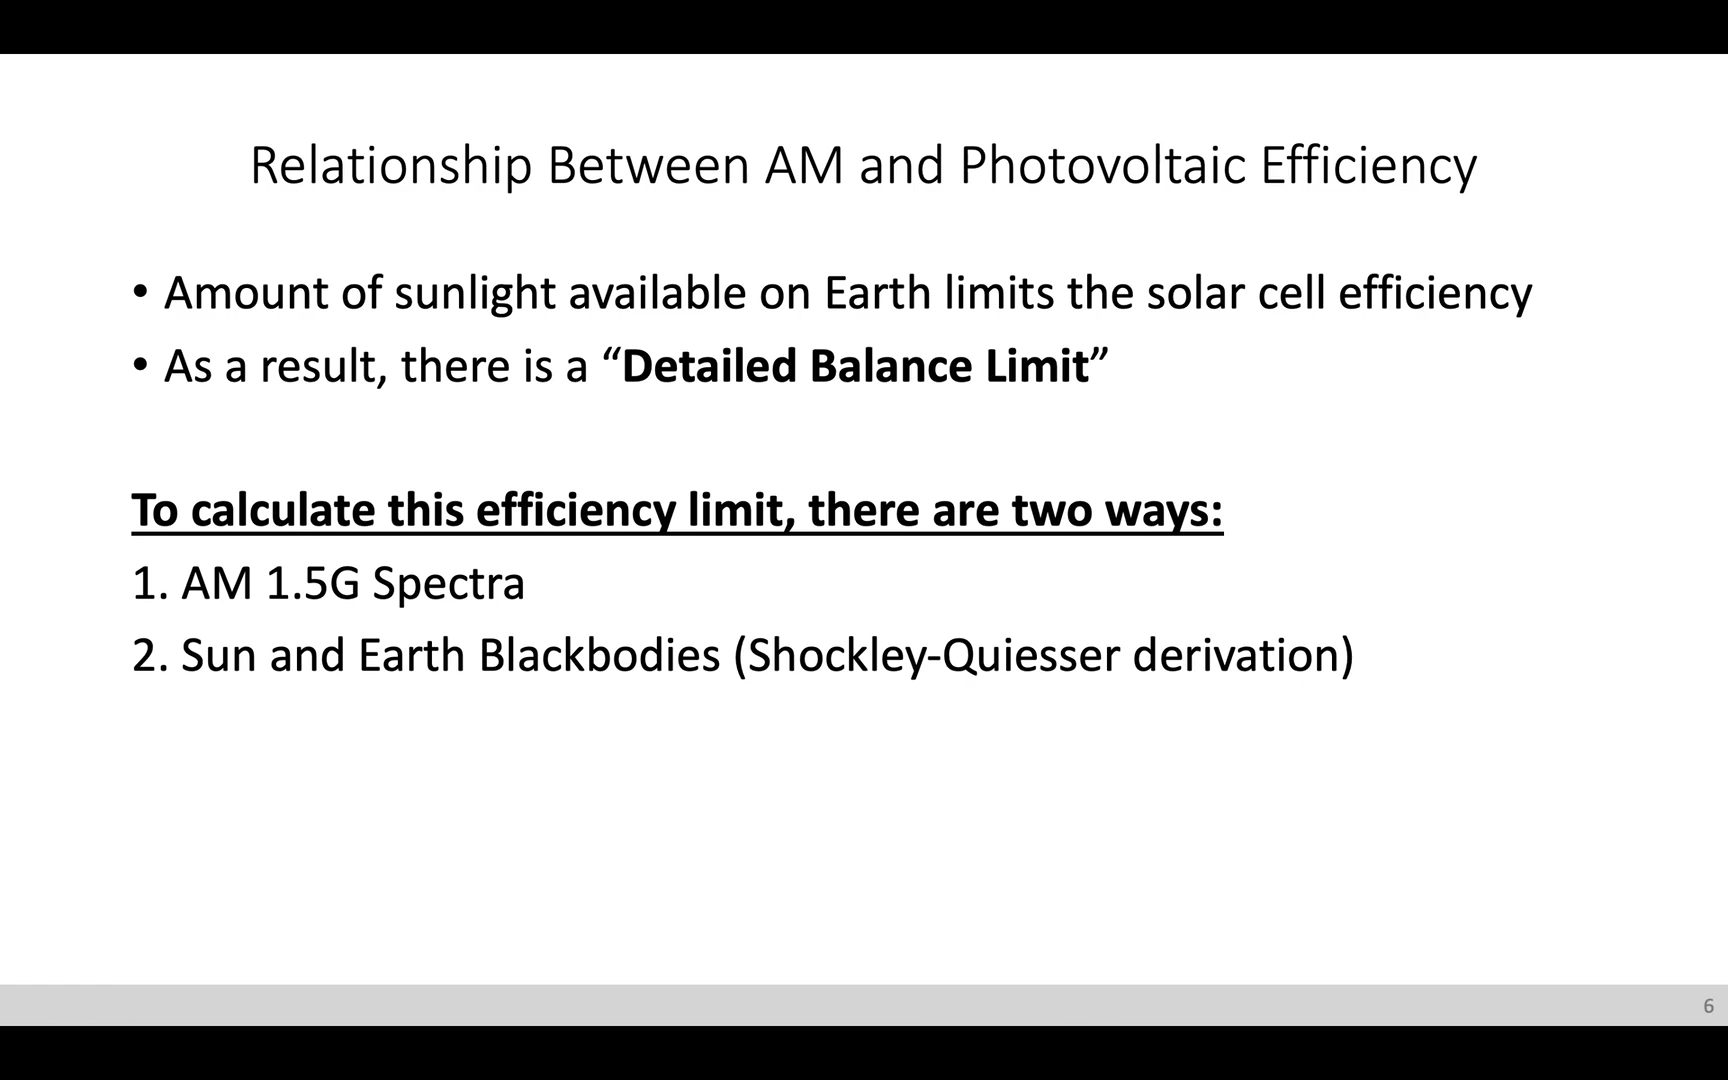 Relationship Between AM and Photovoltaic Efficiency
• Amount of sunlight available on Earth limits the solar cell efficiency
• As a result, there is a “Detailed Balance Limit”
To calculate this efficiency limit, there are two ways:
1. AM 1.5G Spectra
2. Sun and Earth Blackbodies (Shockley-Quiesser derivation)
6